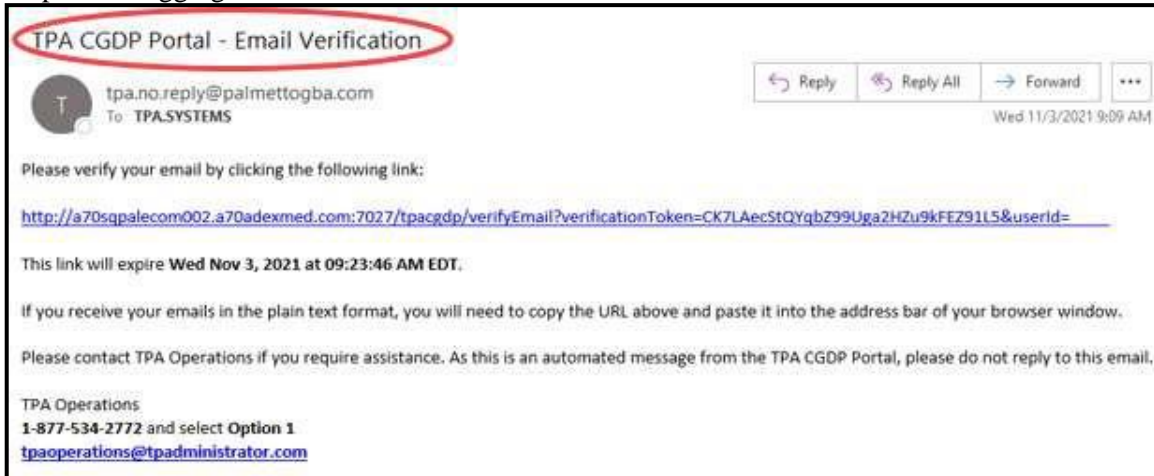 TPA CGDP Portal - Email Verification
T
tpa.no.reply@palmettogba.com
To TPA.SYSTEMS
Reply
Reply All
Forward
...
Wed 11/3/2021 9:09 AM
Please verify your email by clicking the following link:
http://a70sqpalecom002.a70adexmed.com:7027/tpacgdp/verifyEmail?verificationToken=CK7LAecStQYqbZ99Uga2HZu9kFEZ91L5&userId=
This link will expire Wed Nov 3, 2021 at 09:23:46 AM EDT.
If you receive your emails in the plain text format, you will need to copy the URL above and paste it into the address bar of your browser window.
Please contact TPA Operations if you require assistance. As this is an automated message from the TPA CGDP Portal, please do not reply to this email.
TPA Operations
1-877-534-2772 and select Option 1
tpaoperations@tpadministrator.com